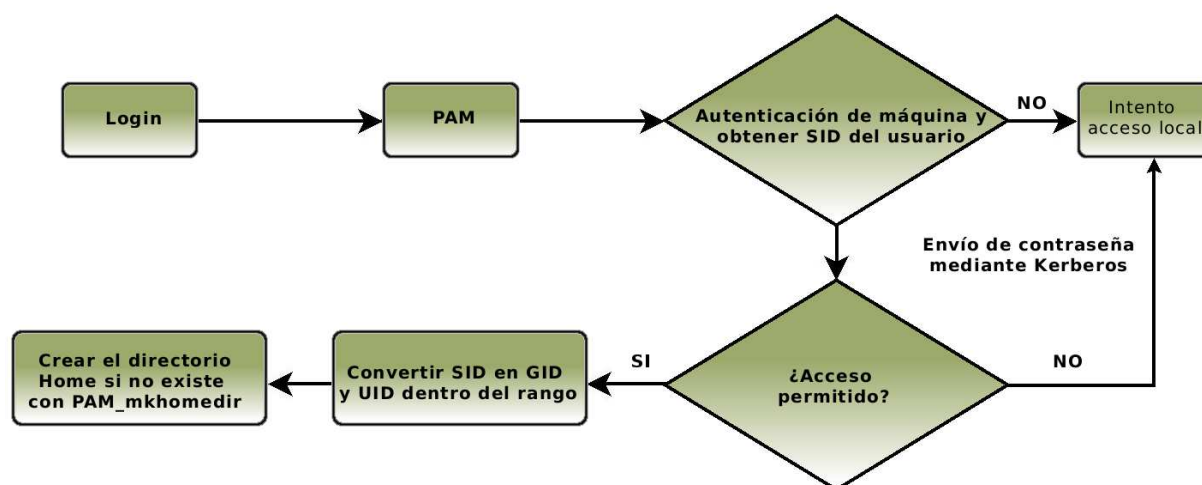 Login
PAM
Autenticación de máquina y
obtener SID del usuario
NO
Intento
acceso local
Envío de contraseña
mediante Kerberos
Crear el directorio
Home si no existe
con PAM_mkhomedir
Convertir SID en GID
y UID dentro del rango
SI
¿Acceso
permitido?
NO